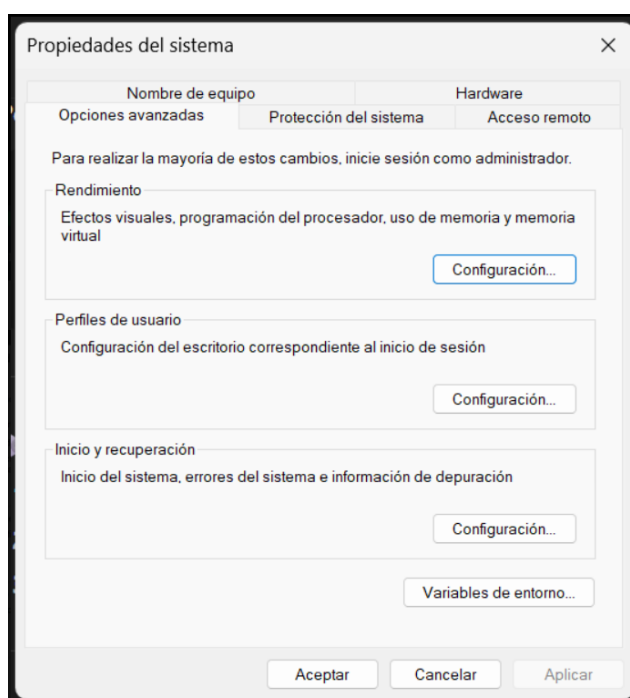 Propiedades del sistema
Nombre de equipo
Hardware
Opciones avanzadas
Protección del sistema
Acceso remoto
Para realizar la mayoría de estos cambios, inicie sesión como administrador.
Rendimiento
Efectos visuales, programación del procesador, uso de memoria y memoria
virtual
Configuración...
Perfiles de usuario
Configuración del escritorio correspondiente al inicio de sesión
Configuración...
Inicio y recuperación
Inicio del sistema, errores del sistema e información de depuración
Configuración...
Variables de entorno...
Aceptar
Cancelar
Aplicar